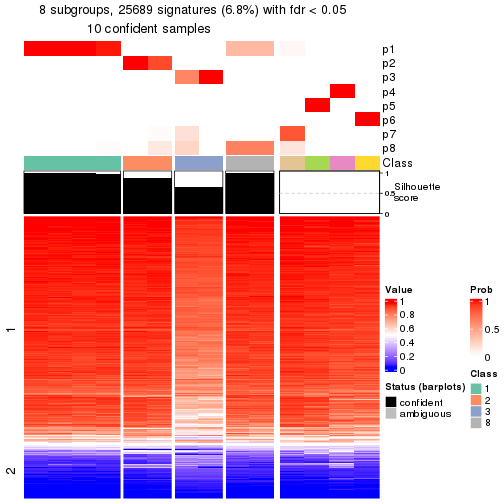 8 subgroups, 25689 signatures (6.8%) with fdr < 0.05
10 confident samples
p1
p2
p3
p4
p5
p6
p7
p8
Class
1
0.5
0
Silhouette
score
1
2
Value
1
0.8
0.6
0.4
0.2
0
Status (barplots)
confident
ambiguous
Prob
1
0.5
0
Class
1
2
3
8